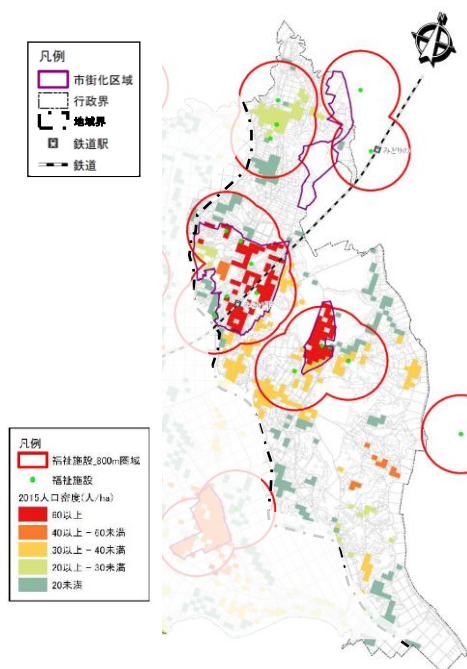 凡例
市街化区域
行政界
地域界
鉄道駅
鉄道
みどりの
凡例
福祉施設_800m圏域
福祉施設
2015人口密度(人/ha)
60以上
40以上-60未満
30以上-40未満
20以上-30未満
20未満